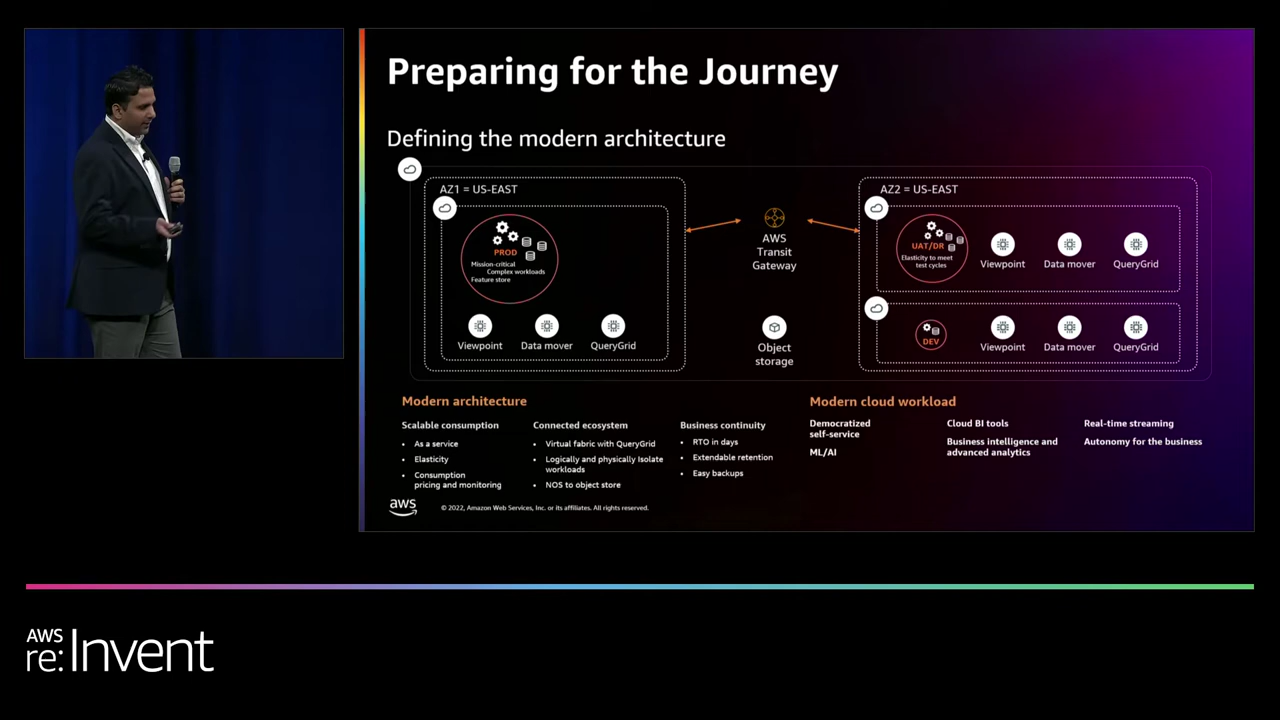 Preparing for the Journey
Defining the modern architecture
AZ1 = US-EAST
PROD
Mission-critical
Complex workloads
Feature store
Viewpoint
Data mover
QueryGrid
AWS
Transit
Gateway
Object
storage
AZ2 = US-EAST
UAT/DR
Elasticity to meet
test cycles
Viewpoint
Data mover
QueryGrid
DEV
Viewpoint
Data mover
QueryGrid
Modern architecture
Scalable consumption
• As a service
• Elasticity
• Consumption
pricing and monitoring
Connected ecosystem
• Virtual fabric with QueryGrid
• Logically and physically Isolate
workloads
• NOS to object store
Business continuity
• RTO in days
• Extendable retention
• Easy backups
Modern cloud workload
Democratized
self-service
ML/AI
Cloud BI tools
Business intelligence and
advanced analytics
Real-time streaming
Autonomy for the business
aws
© 2022, Amazon Web Services, Inc. or its affiliates. All rights reserved.
AWS
re:Invent